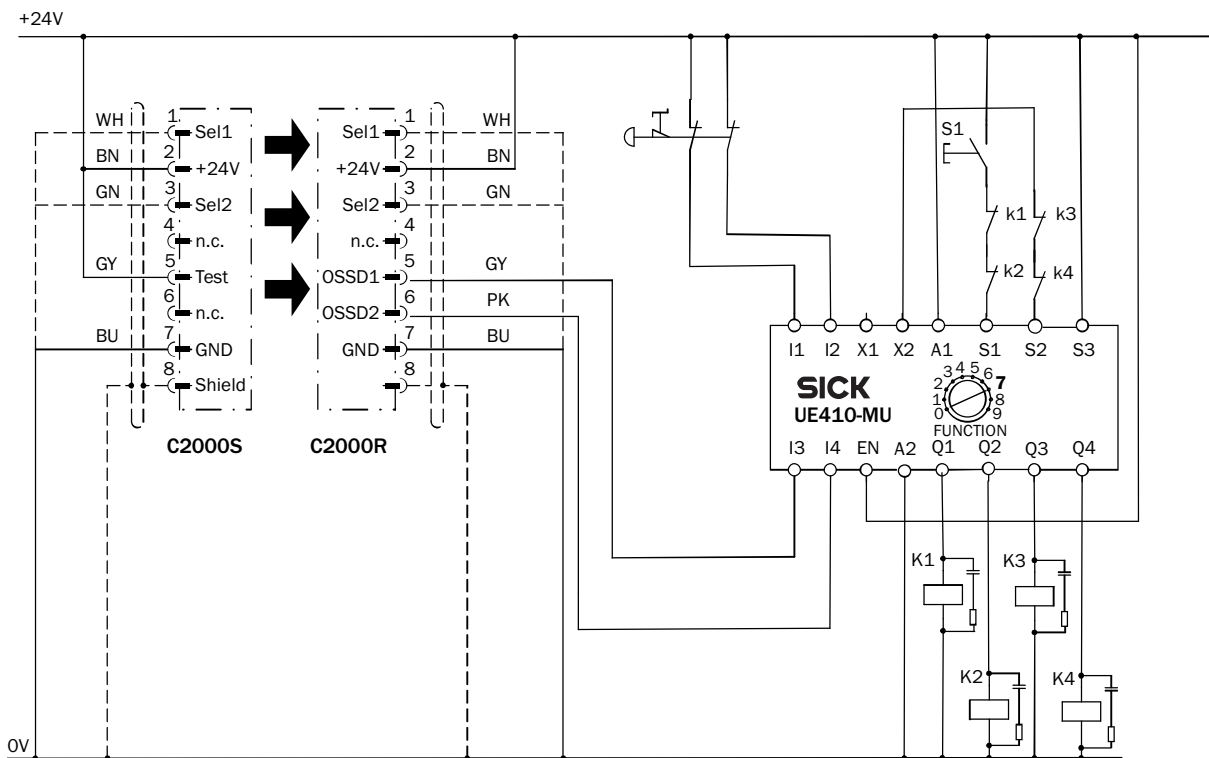 +24V
WH
1
Sel1
BN
2
+24V
GN
3
Sel2
4
n.c.
GY
5
Test
6
n.c.
BU
7
GND
8
Shield
C2000S
Sel1
1
WH
+24V
2
BN
Sel2
3
GN
n.c.
4
OSSD1
5
GY
OSSD2
6
PK
GND
7
BU
8
C2000R
S1
k1
k3
k2
k4
I1 I2 X1 X2 A1 S1 S2 S3
SICK
UE410-MU
0 1 2 3 4 5 6 7 8 9
FUNCTION
I3 I4 EN A2 Q1 Q2 Q3 Q4
K1
K3
K2
K4
0V